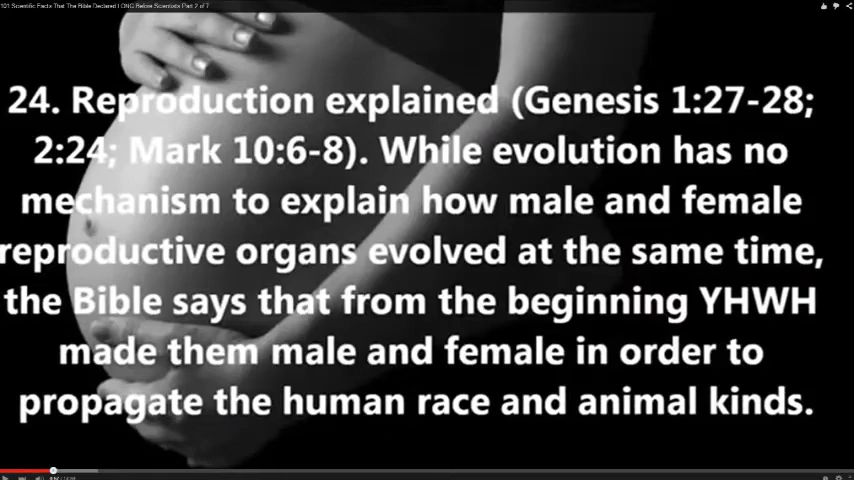 101 Scientific Facts That The Bible Declared LONG Before Scientists Part 2 of 7
24. Reproduction explained (Genesis 1:27-28;
2:24; Mark 10:6-8). While evolution has no
mechanism to explain how male and female
reproductive organs evolved at the same time,
the Bible says that from the beginning YHWH
made them male and female in order to
propagate the human race and animal kinds.